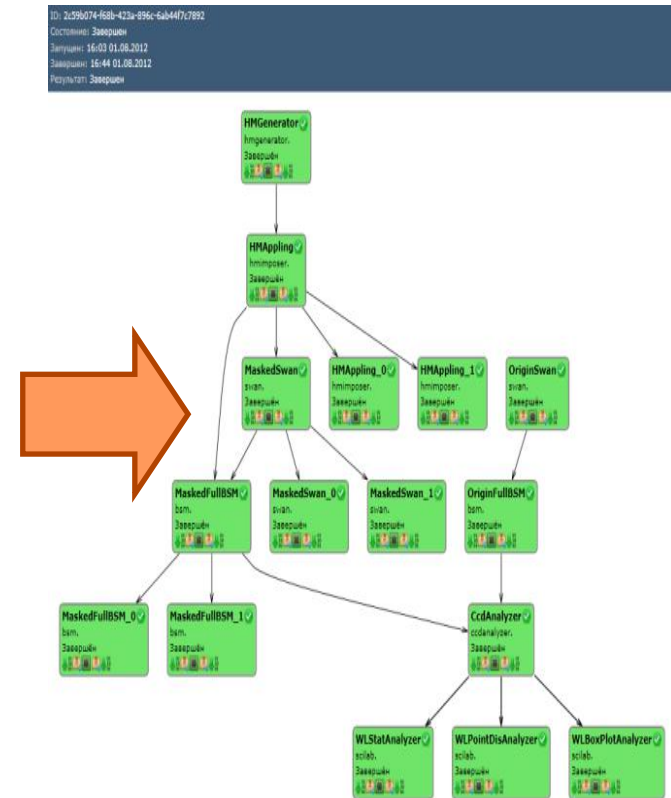 ID: 2c59b074-f68b-423a-896c-6ab44f7c7892
Состояние: Завершен
Запущен: 16:03 01.08.2012
Завершен: 16:44 01.08.2012
Результат: Завершен
HMGenerator
hmgenerator.
Завершён
HMAppling
hmimposer.
Завершён
MaskedSwan
swan.
Завершён
HMAppling_0
hmimposer.
Завершён
HMAppling_1
hmimposer.
Завершён
OriginSwan
swan.
Завершён
MaskedFullBSM
bsm.
Завершён
MaskedSwan_0
swan.
Завершён
MaskedSwan_1
swan.
Завершён
OriginFullBSM
bsm.
Завершён
MaskedFullBSM_0
bsm.
Завершён
MaskedFullBSM_1
bsm.
Завершён
CcdAnalyzer
ccdanalyzer.
Завершён
WLStatAnalyzer
scilab.
Завершён
WLPointDisAnalyzer
scilab.
Завершён
WLBoxPlotAnalyzer
scilab.
Завершён